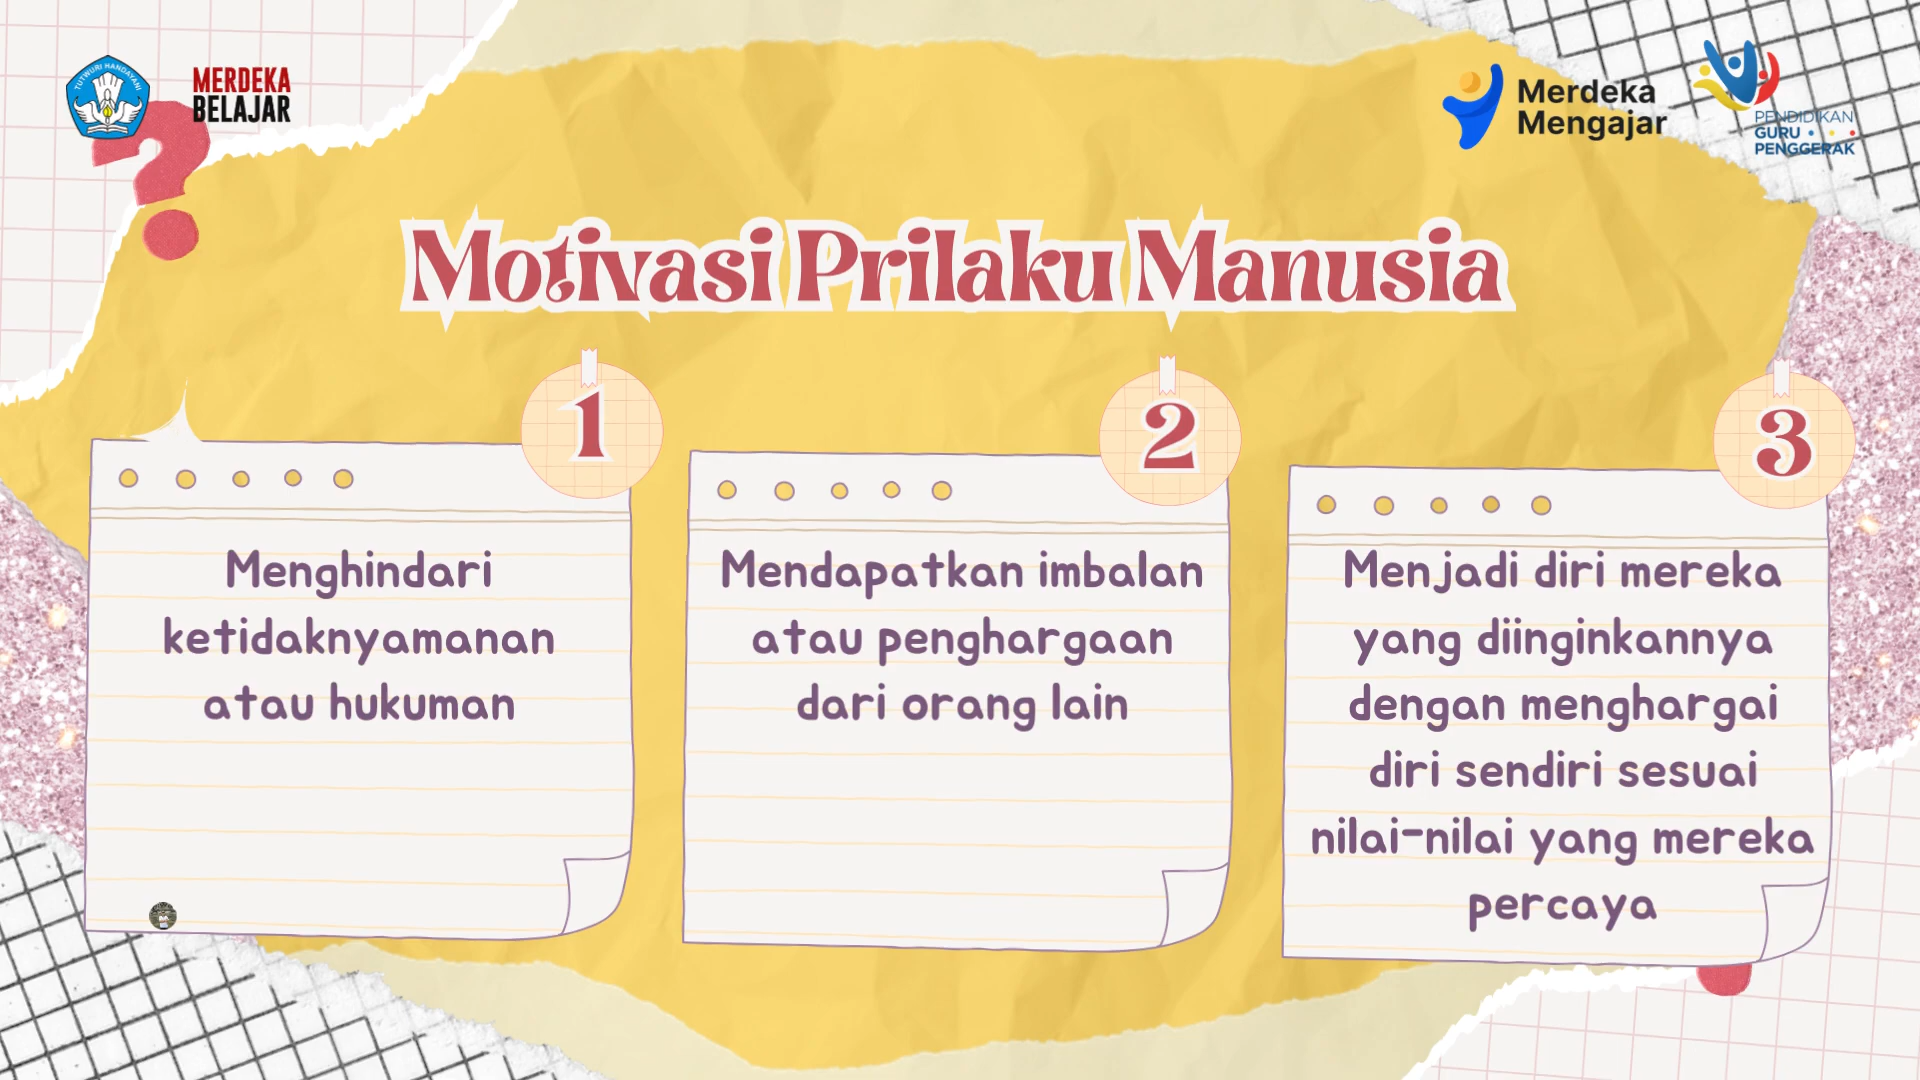 TUTWURI HANDAYANI
MERDEKA
BELAJAR
Merdeka
Mengajar
PENDIDIKAN
GURU
PENGGERAK
Motivasi Prilaku Manusia
1
2
3
Menghindari
ketidaknyamanan
atau hukuman
Mendapatkan imbalan
atau penghargaan
dari orang lain
Menjadi diri mereka
yang diinginkannya
dengan menghargai
diri sendiri sesuai
nilai-nilai yang mereka
percaya